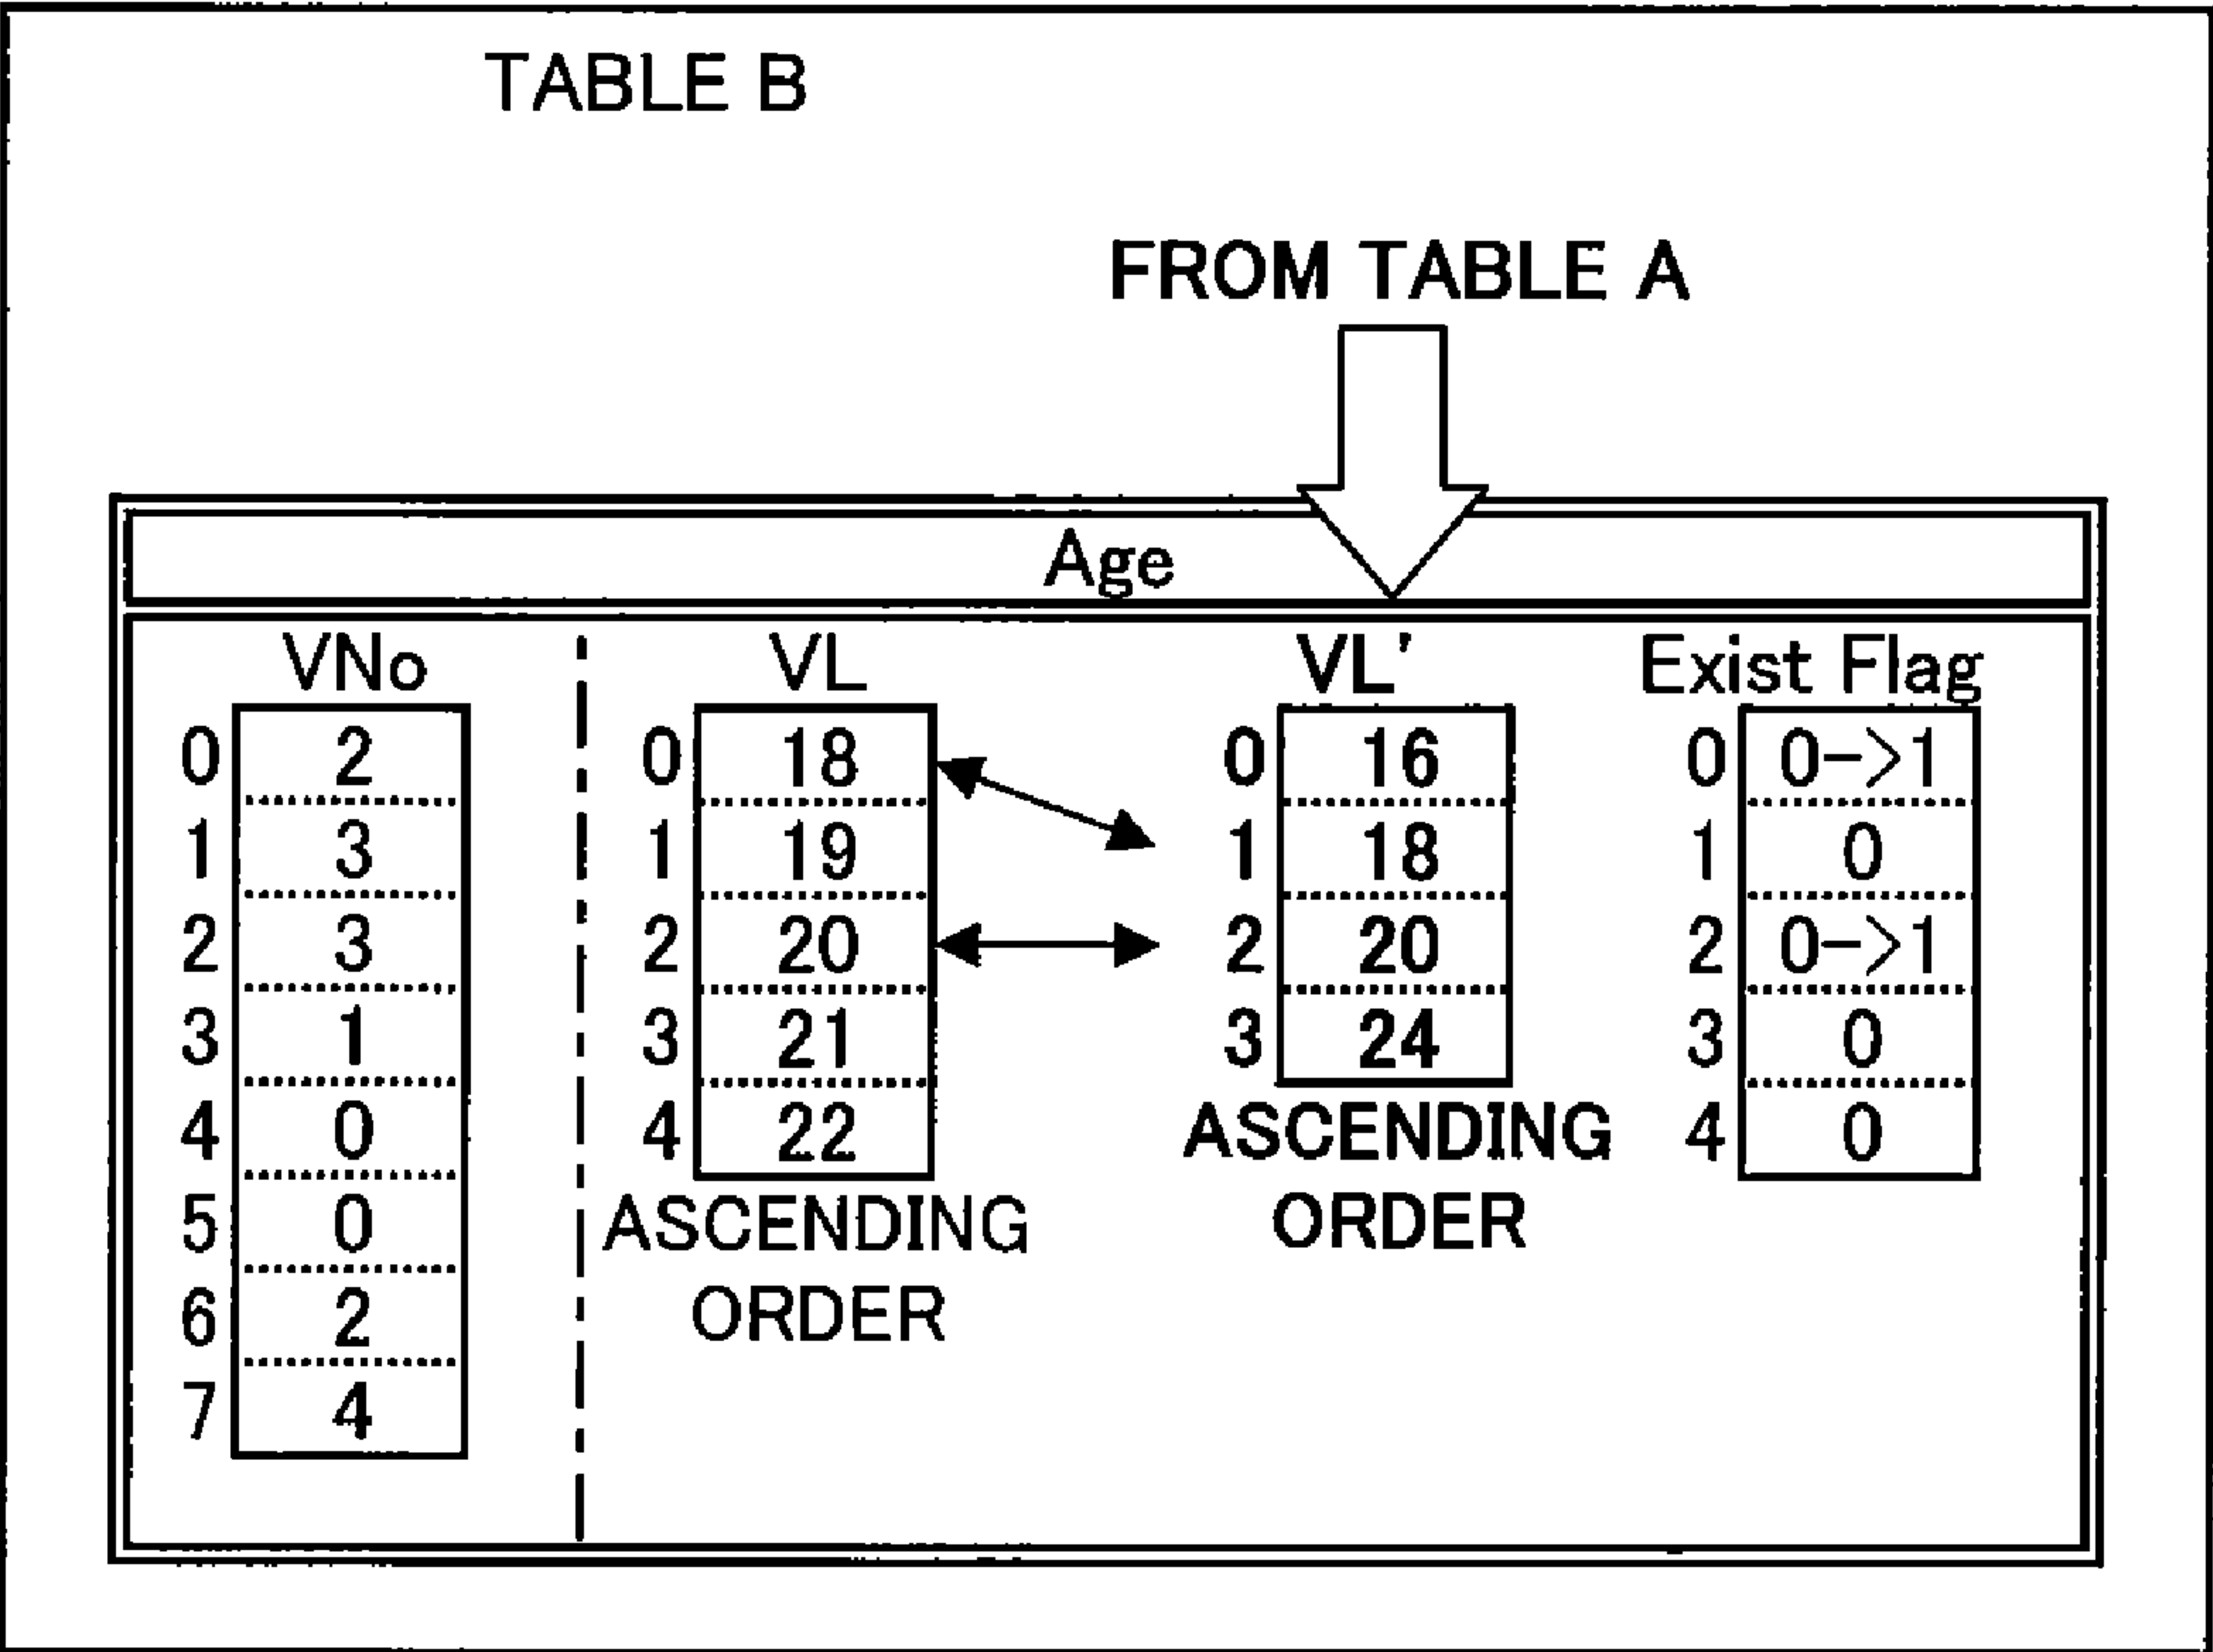 TABLE B
FROM TABLE A
Age
VNo VL VL' Exist Flag
0 2 0 18 0 16 0 0->1
1 3 1 19 1 18 1 0
2 3 2 20 2 20 2 0->1
3 1 3 21 3 24 3 0
4 0 4 22 ASCENDING 4 0
5 0 ASCENDING ORDER
6 2 ORDER
7 4